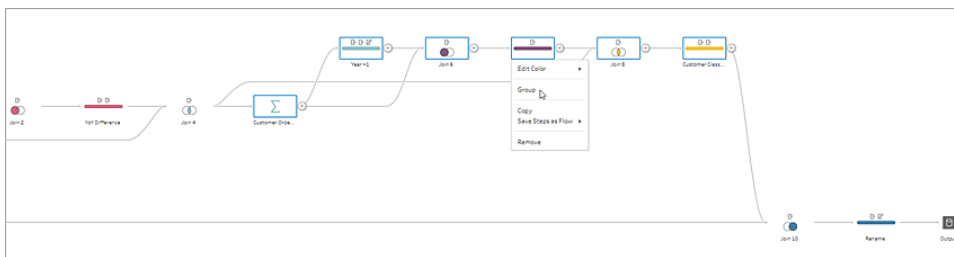 Year +1
Join 6
Join 8
Customer Class...
Edit Color
Group
Copy
Save Steps as Flow
Remove
Join 2
YoY Difference
Join 4
Customer Orde...
Join 10
Rename
Outpu